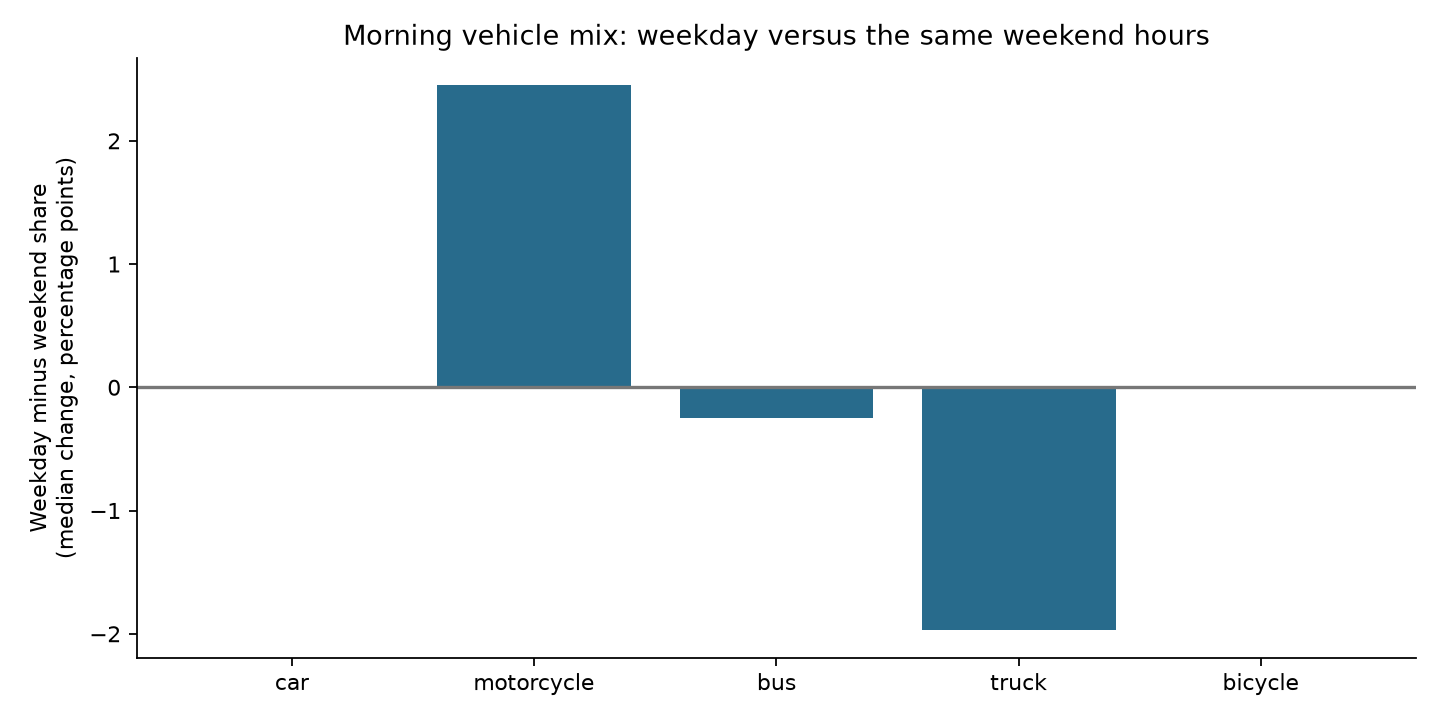 Morning vehicle mix: weekday versus the same weekend hours
Weekday minus weekend share
(median change, percentage points)
2
1
0
−1
−2
car
motorcycle
bus
truck
bicycle